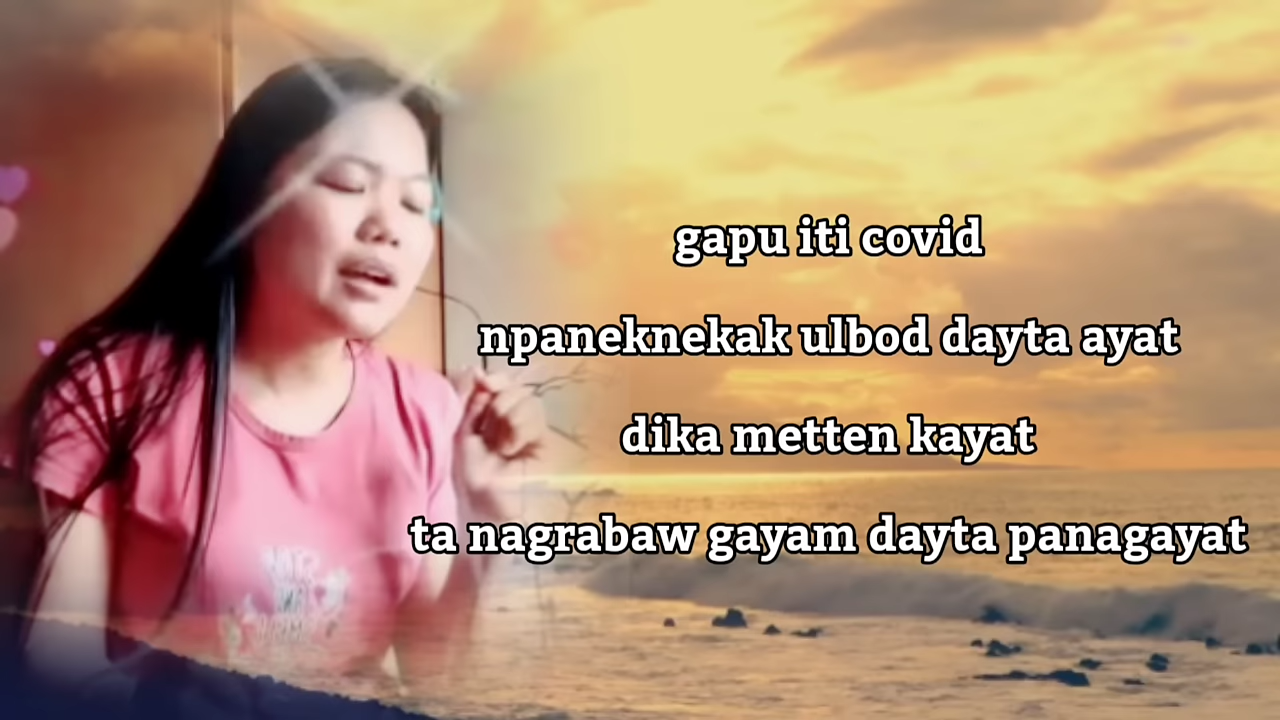 gapu iti covid
npaneknekak ulbod dayta ayat
dika metten kayat
ta nagrabaw gayam dayta panagayat